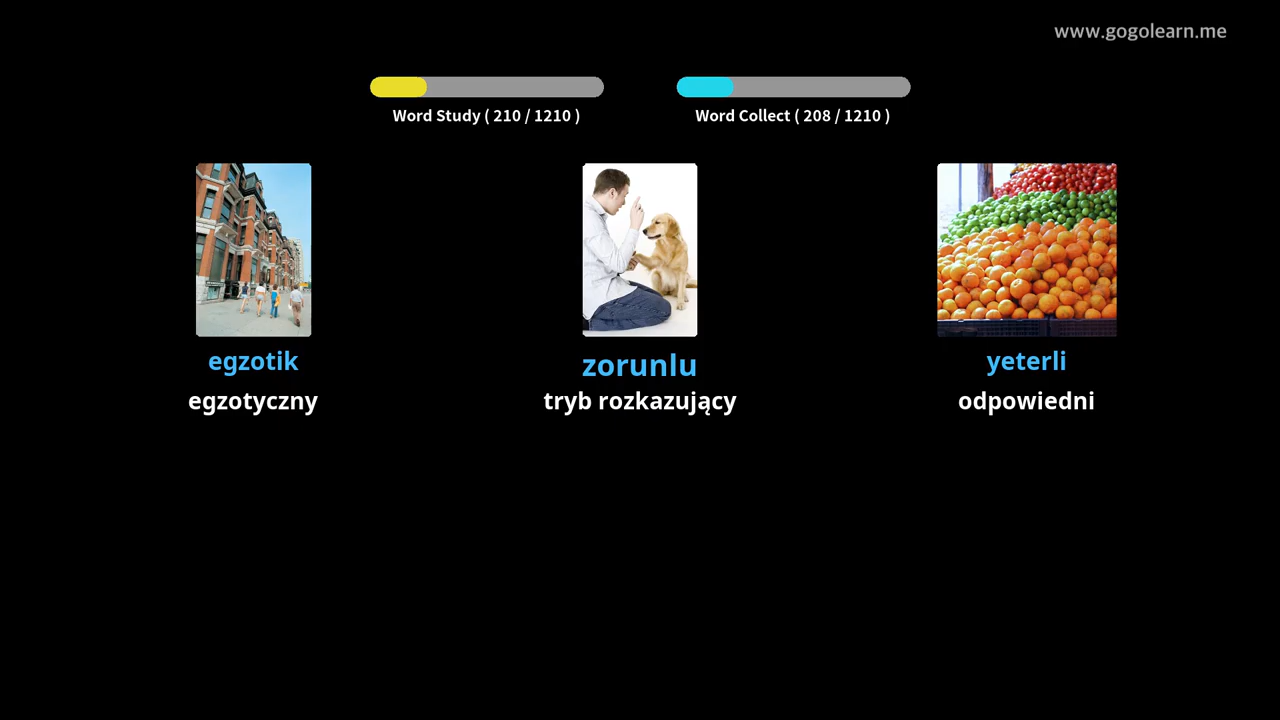 www.gogolearn.me
Word Study ( 210 / 1210 )
Word Collect ( 208 / 1210 )
egzotik
zorunlu
yeterli
egzotyczny
tryb rozkazujący
odpowiedni